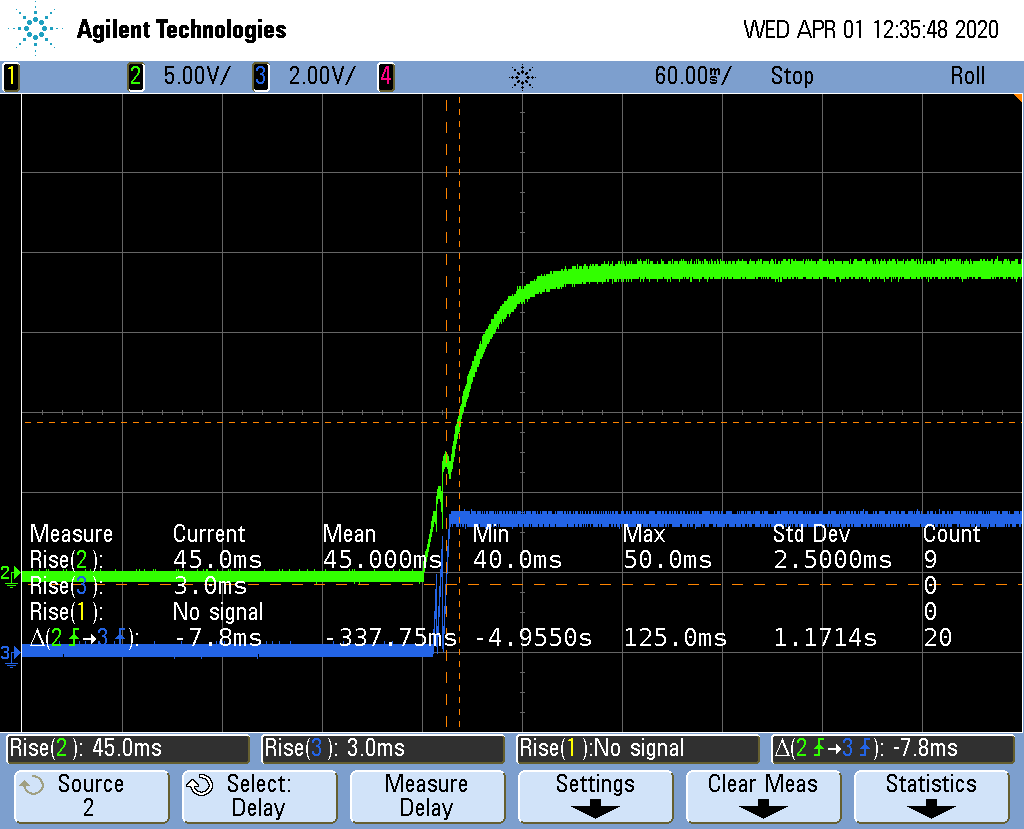 Agilent Technologies WED APR 01 12:35:48 2020
1 2 5.00V/ 3 2.00V/ 4 60.00ms/ Stop Roll
Measure Current Mean Min Max Std Dev Count
2 Rise(2): 45.0ms 45.000ms 40.0ms 50.0ms 2.5000ms 9
Rise(3): 3.0ms 0
Rise(1): No signal 0
3 Δ(2→3): -7.8ms -337.75ms -4.9550s 125.0ms 1.1714s 20
Rise(2): 45.0ms Rise(3): 3.0ms Rise(1):No signal Δ(2→3): -7.8ms
Source Select: Measure Settings Clear Meas Statistics
2 Delay Delay